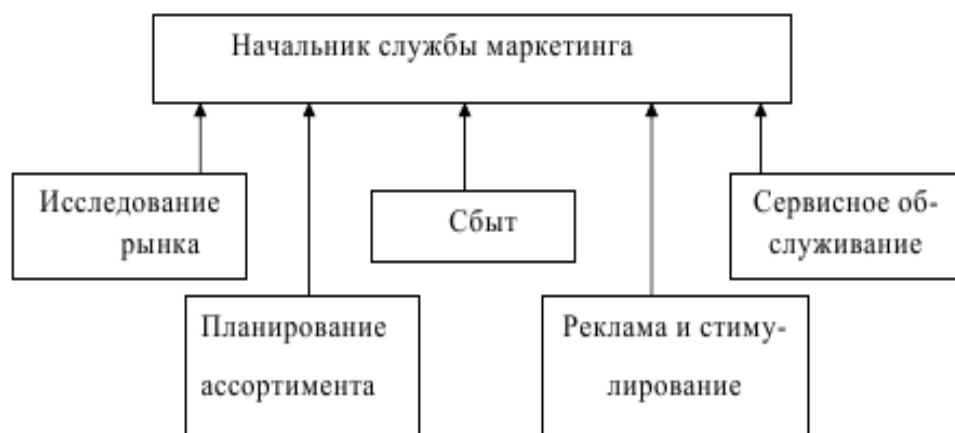 Начальник службы маркетинга
Исследование
рынка
Сбыт
Сервисное об-
служивание
Планирование
ассортимента
Реклама и стиму-
лирование